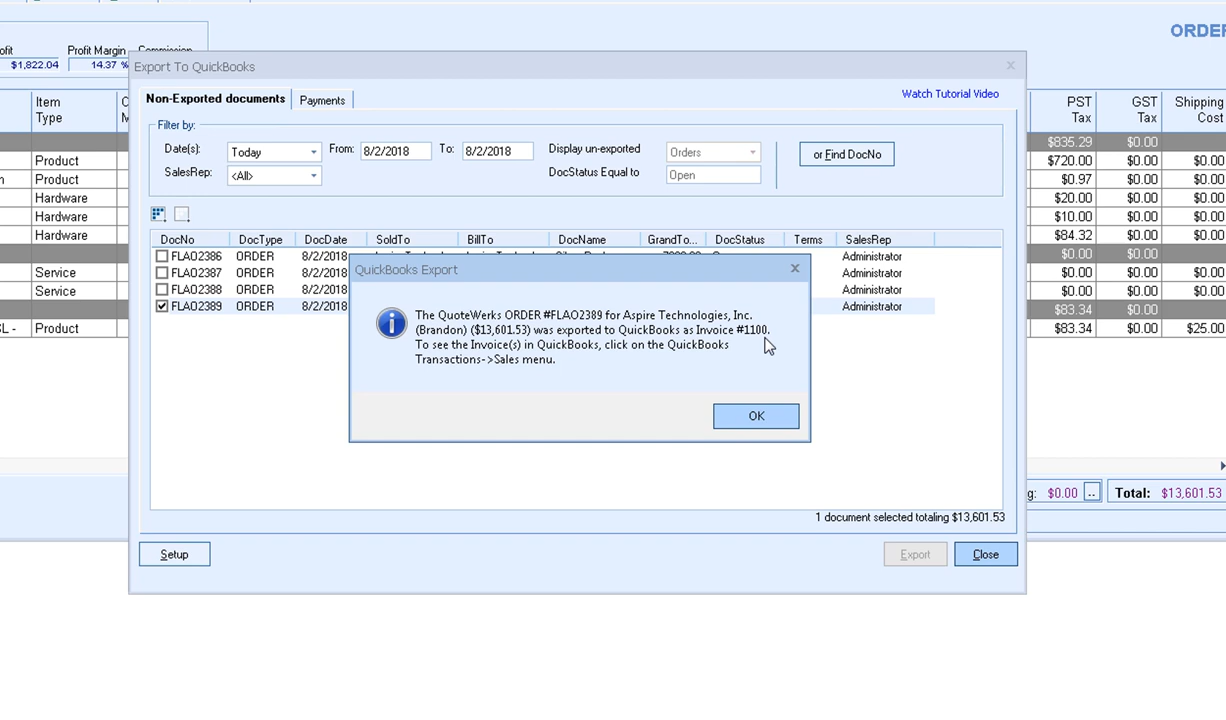 ORDER
ofit Profit Margin Commission
$1,822.04 14.37 %
Export To QuickBooks
Non-Exported documents Payments Watch Tutorial Video
Filter by:
Date(s): Today From: 8/2/2018 To: 8/2/2018 Display un-exported Orders or Find DocNo
SalesRep: <All> DocStatus Equal to Open
DocNo DocType DocDate SoldTo BillTo DocName GrandTo... DocStatus Terms SalesRep
FLAO2386 ORDER 8/2/2018 Administrator
FLAO2387 ORDER 8/2/2018 Administrator
FLAO2388 ORDER 8/2/2018 Administrator
FLAO2389 ORDER 8/2/2018 Administrator
QuickBooks Export
The QuoteWerks ORDER #FLAO2389 for Aspire Technologies, Inc.
(Brandon) ($13,601.53) was exported to QuickBooks as Invoice #1100.
To see the Invoice(s) in QuickBooks, click on the QuickBooks
Transactions->Sales menu.
OK
1 document selected totaling $13,601.53
Setup Export Close
Item
Type
Product
Product
Hardware
Hardware
Hardware
Service
Service
SL - Product
PST GST Shipping
Tax Tax Cost
$835.29 $0.00
$720.00 $0.00 $0.00
$0.97 $0.00 $0.00
$20.00 $0.00 $0.00
$10.00 $0.00 $0.00
$84.32 $0.00 $0.00
$0.00 $0.00
$0.00 $0.00 $0.00
$0.00 $0.00 $0.00
$83.34 $0.00
$83.34 $0.00 $25.00
g: $0.00 .. Total: $13,601.53